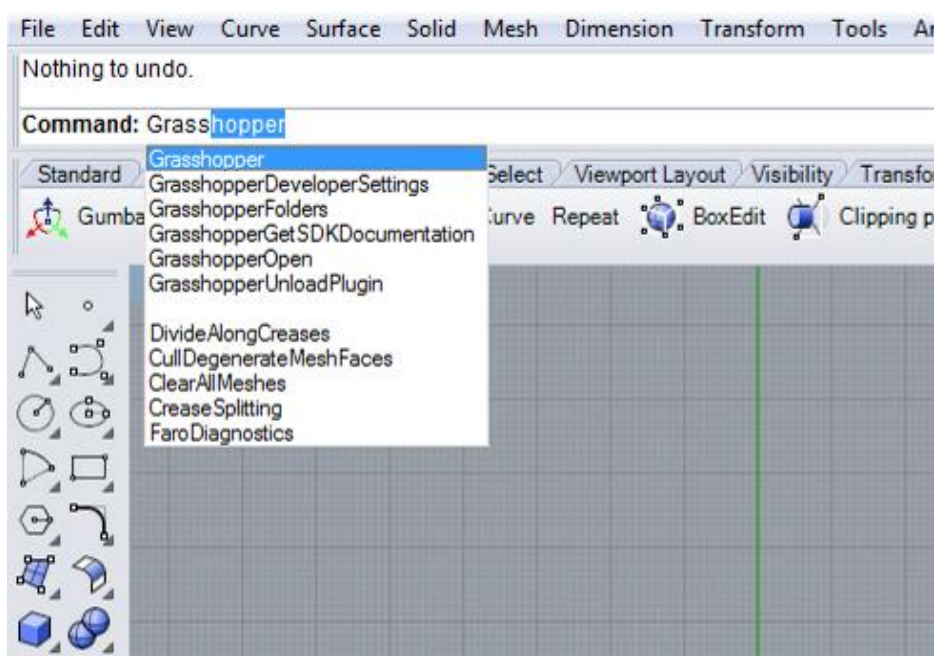 File Edit View Curve Surface Solid Mesh Dimension Transform Tools
Nothing to undo.
Command: Grasshopper
Grasshopper
Standard Select Viewport Layout Visibility
GrasshopperDeveloperSettings
GrasshopperFolders
Repeat BoxEdit Clipping
GrasshopperGetSDKDocumentation
GrasshopperOpen
GrasshopperUnloadPlugin
DivideAlongCreases
CullDegenerateMeshFaces
ClearAllMeshes
CreaseSplitting
FaroDiagnostics